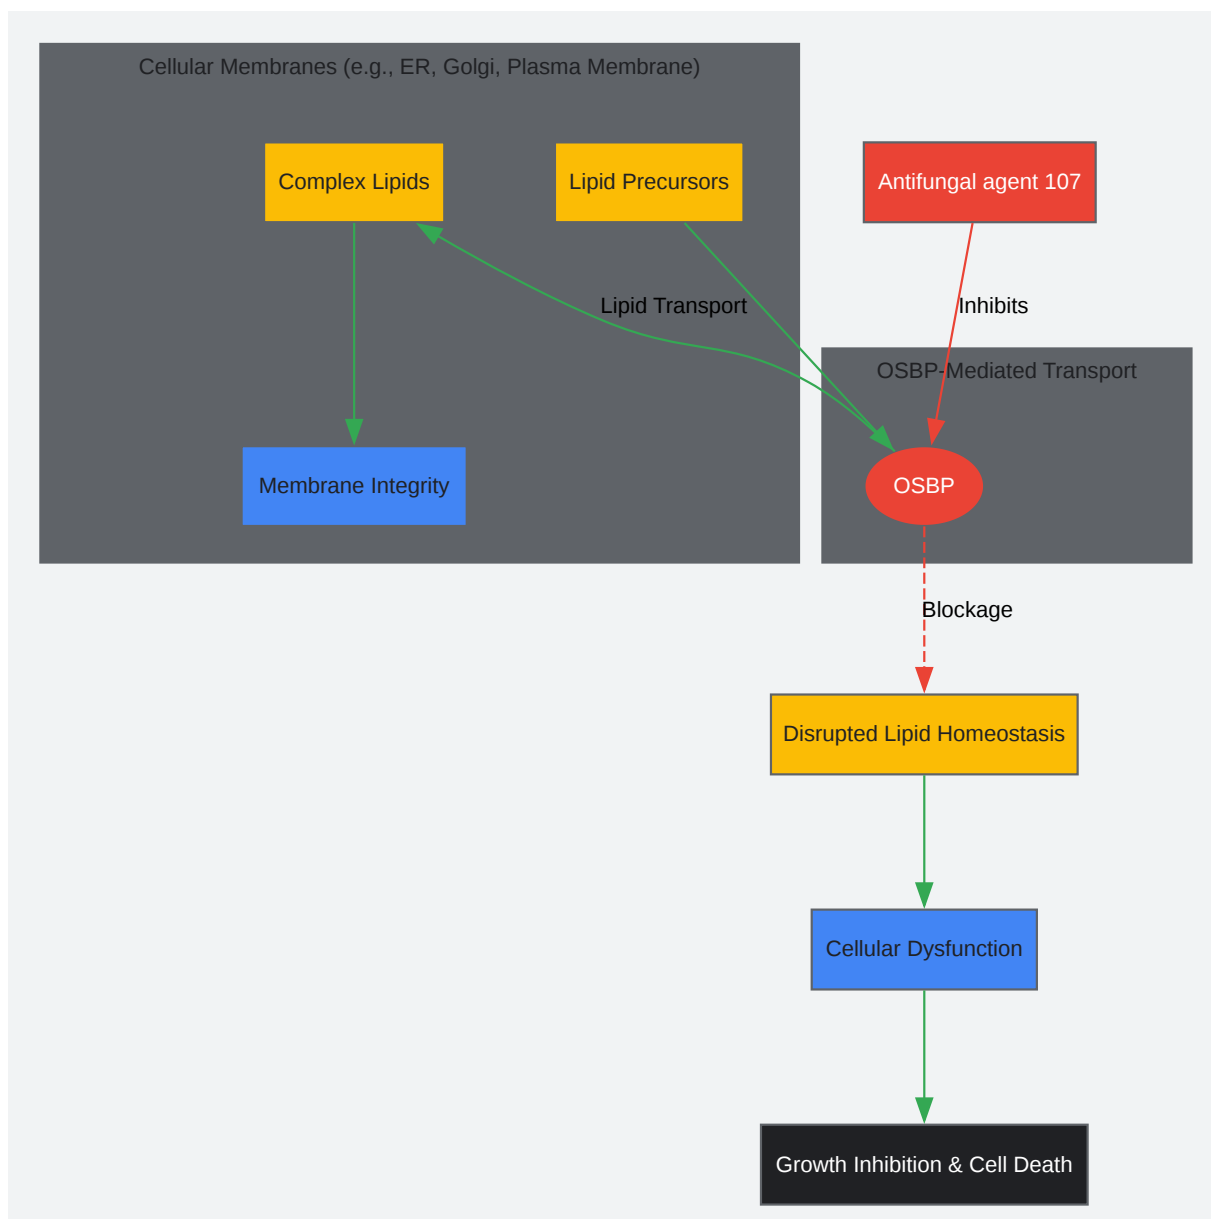 Cellular Membranes (e.g., ER, Golgi, Plasma Membrane)
Complex Lipids
Lipid Precursors
Antifungal agent 107
Lipid Transport
Inhibits
OSBP-Mediated Transport
Membrane Integrity
OSBP
Blockage
Disrupted Lipid Homeostasis
Cellular Dysfunction
Growth Inhibition & Cell Death